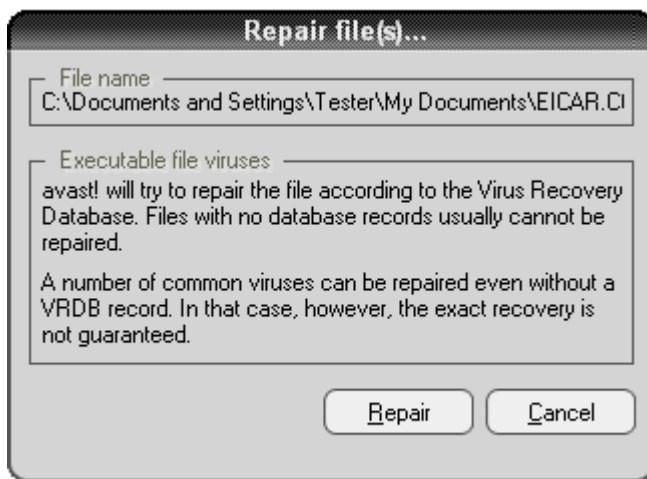 Repair file(s)...
File name
C:\Documents and Settings\Tester\My Documents\EICAR.C
Executable file viruses
avast! will try to repair the file according to the Virus Recovery
Database. Files with no database records usually cannot be
repaired.
A number of common viruses can be repaired even without a
VRDB record. In that case, however, the exact recovery is
not guaranteed.
Repair
Cancel